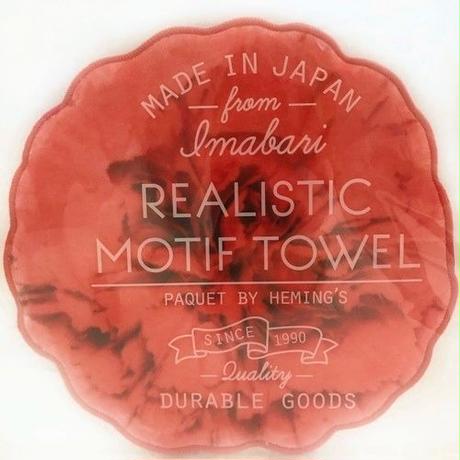 MADE IN JAPAN
— from —
Imabari
REALISTIC
MOTIF TOWEL
PAQUET BY HEMING'S
SINCE 1990
— Quality —
DURABLE GOODS